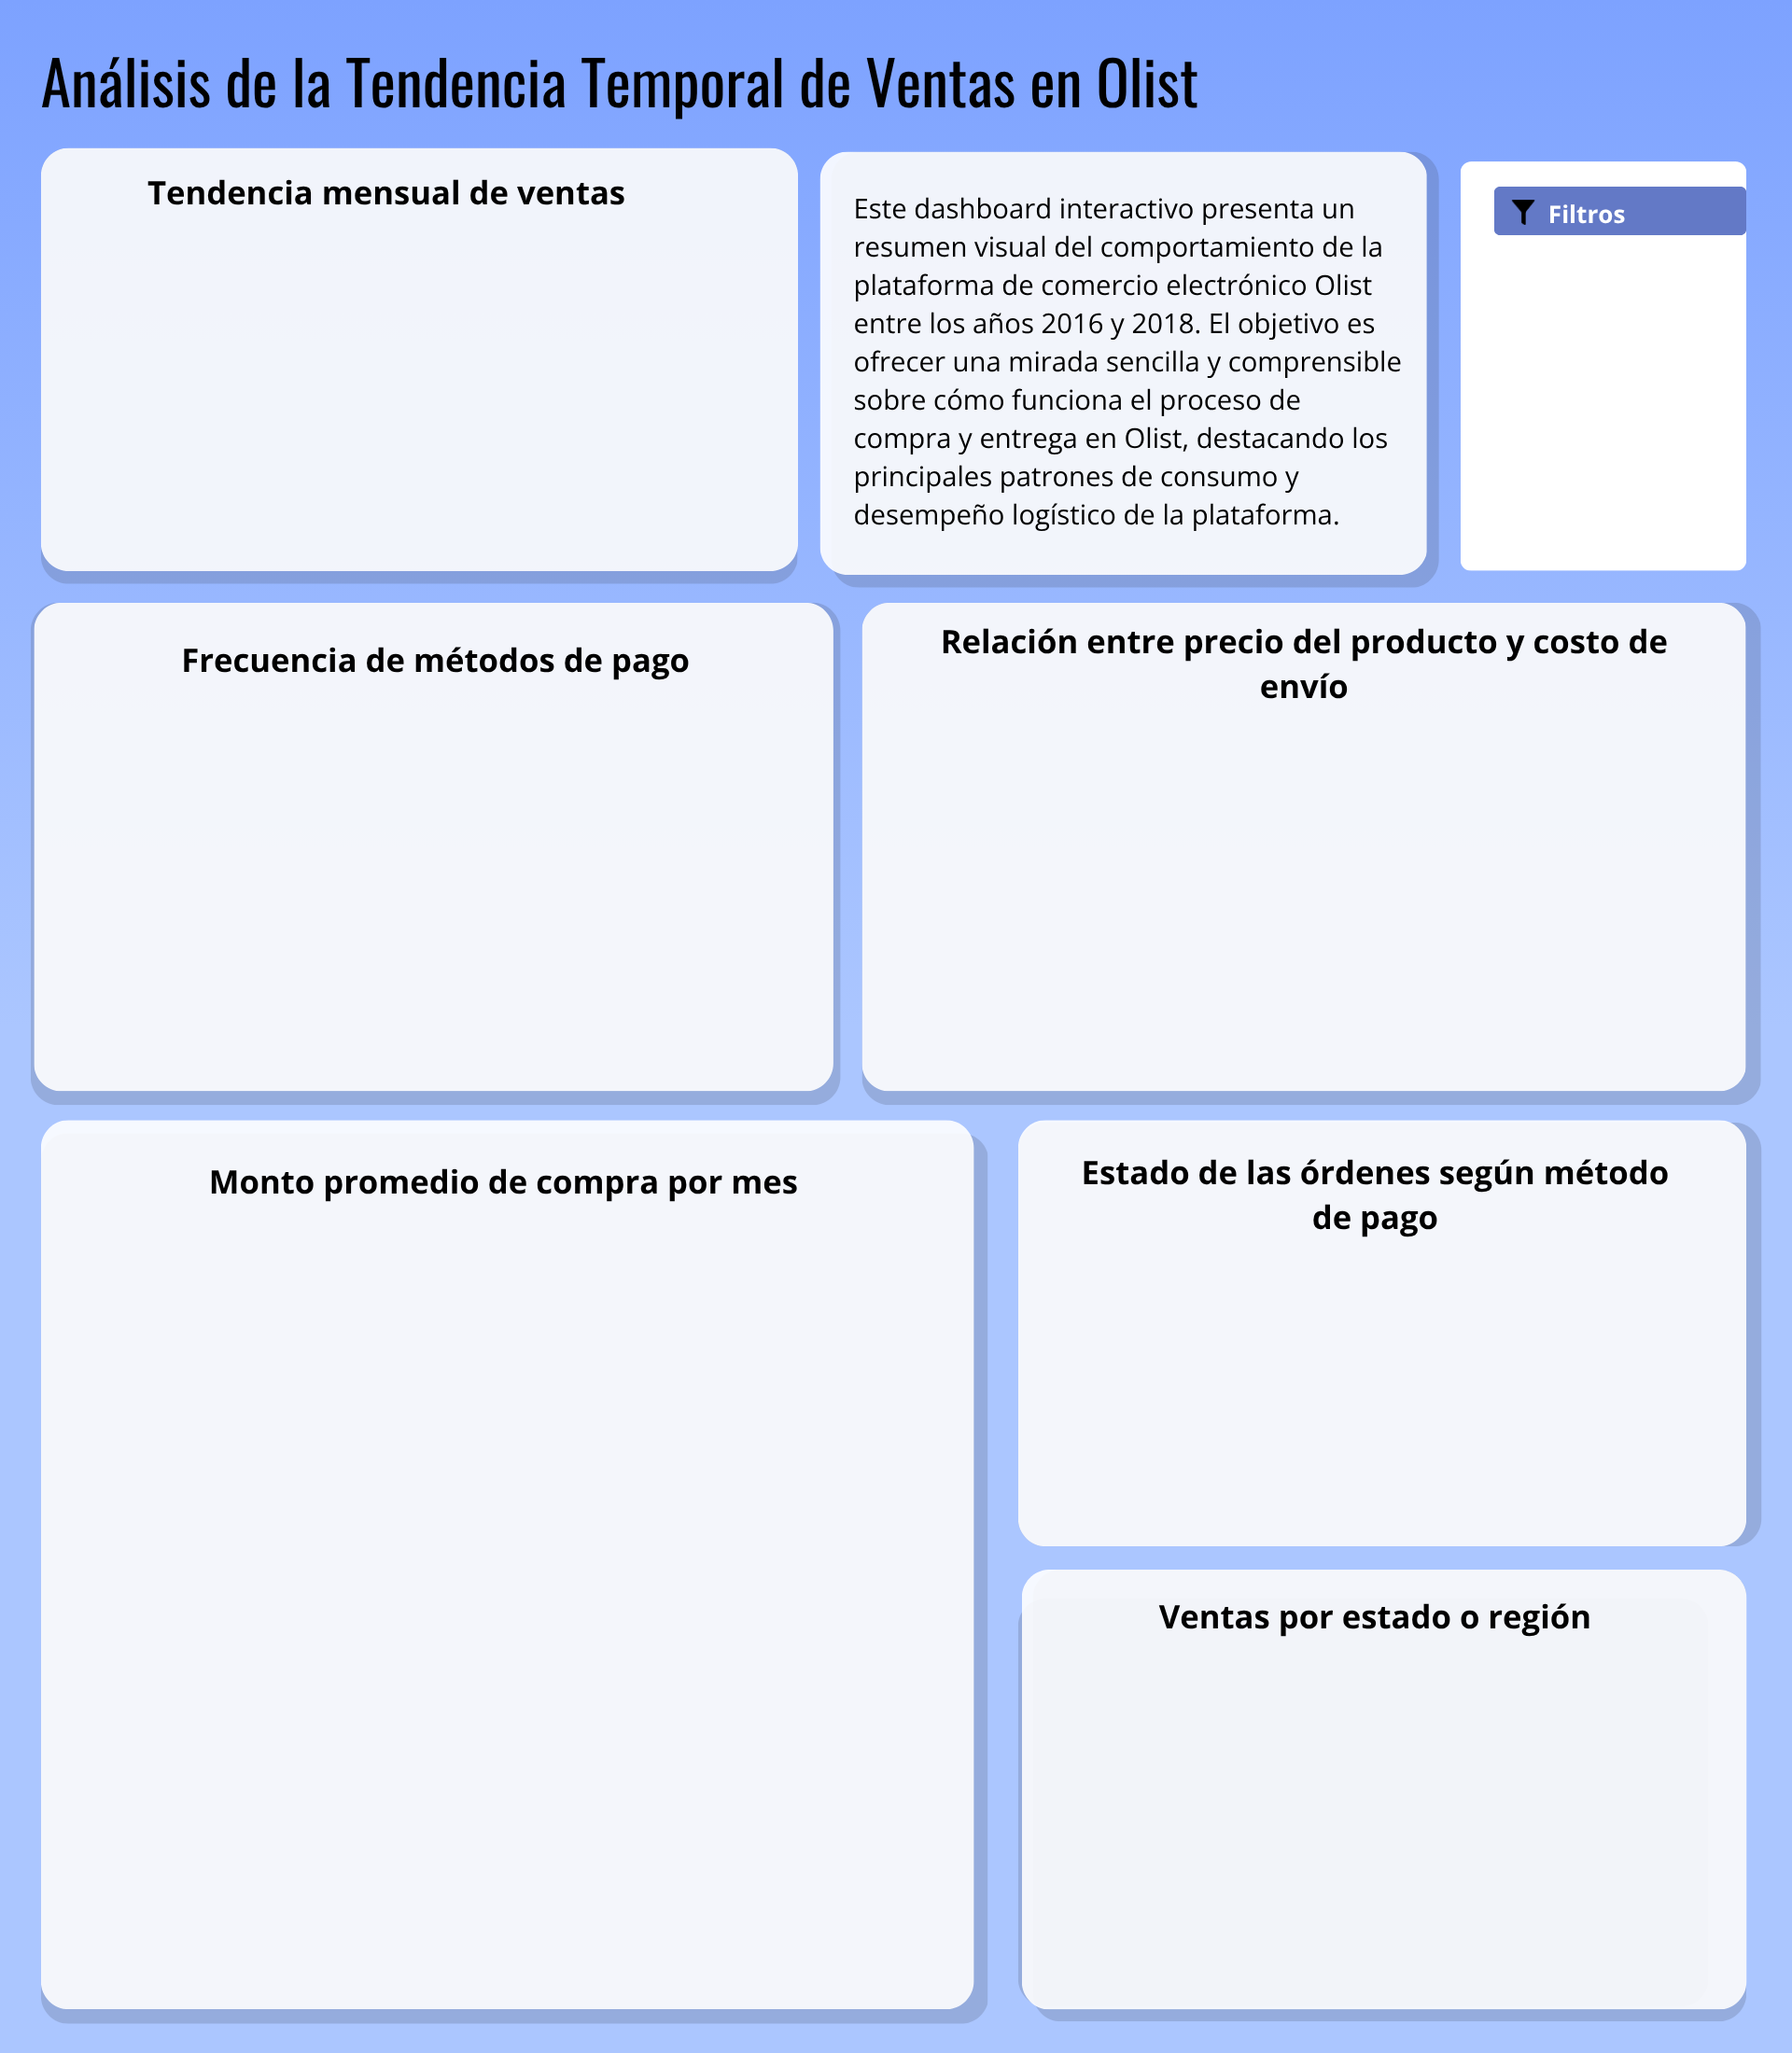 Análisis de la Tendencia Temporal de Ventas en Olist
Tendencia mensual de ventas
Este dashboard interactivo presenta un
resumen visual del comportamiento de la
plataforma de comercio electrónico Olist
entre los años 2016 y 2018. El objetivo es
ofrecer una mirada sencilla y comprensible
sobre cómo funciona el proceso de
compra y entrega en Olist, destacando los
principales patrones de consumo y
desempeño logístico de la plataforma.
Filtros
Frecuencia de métodos de pago
Relación entre precio del producto y costo de
envío
Monto promedio de compra por mes
Estado de las órdenes según método
de pago
Ventas por estado o región